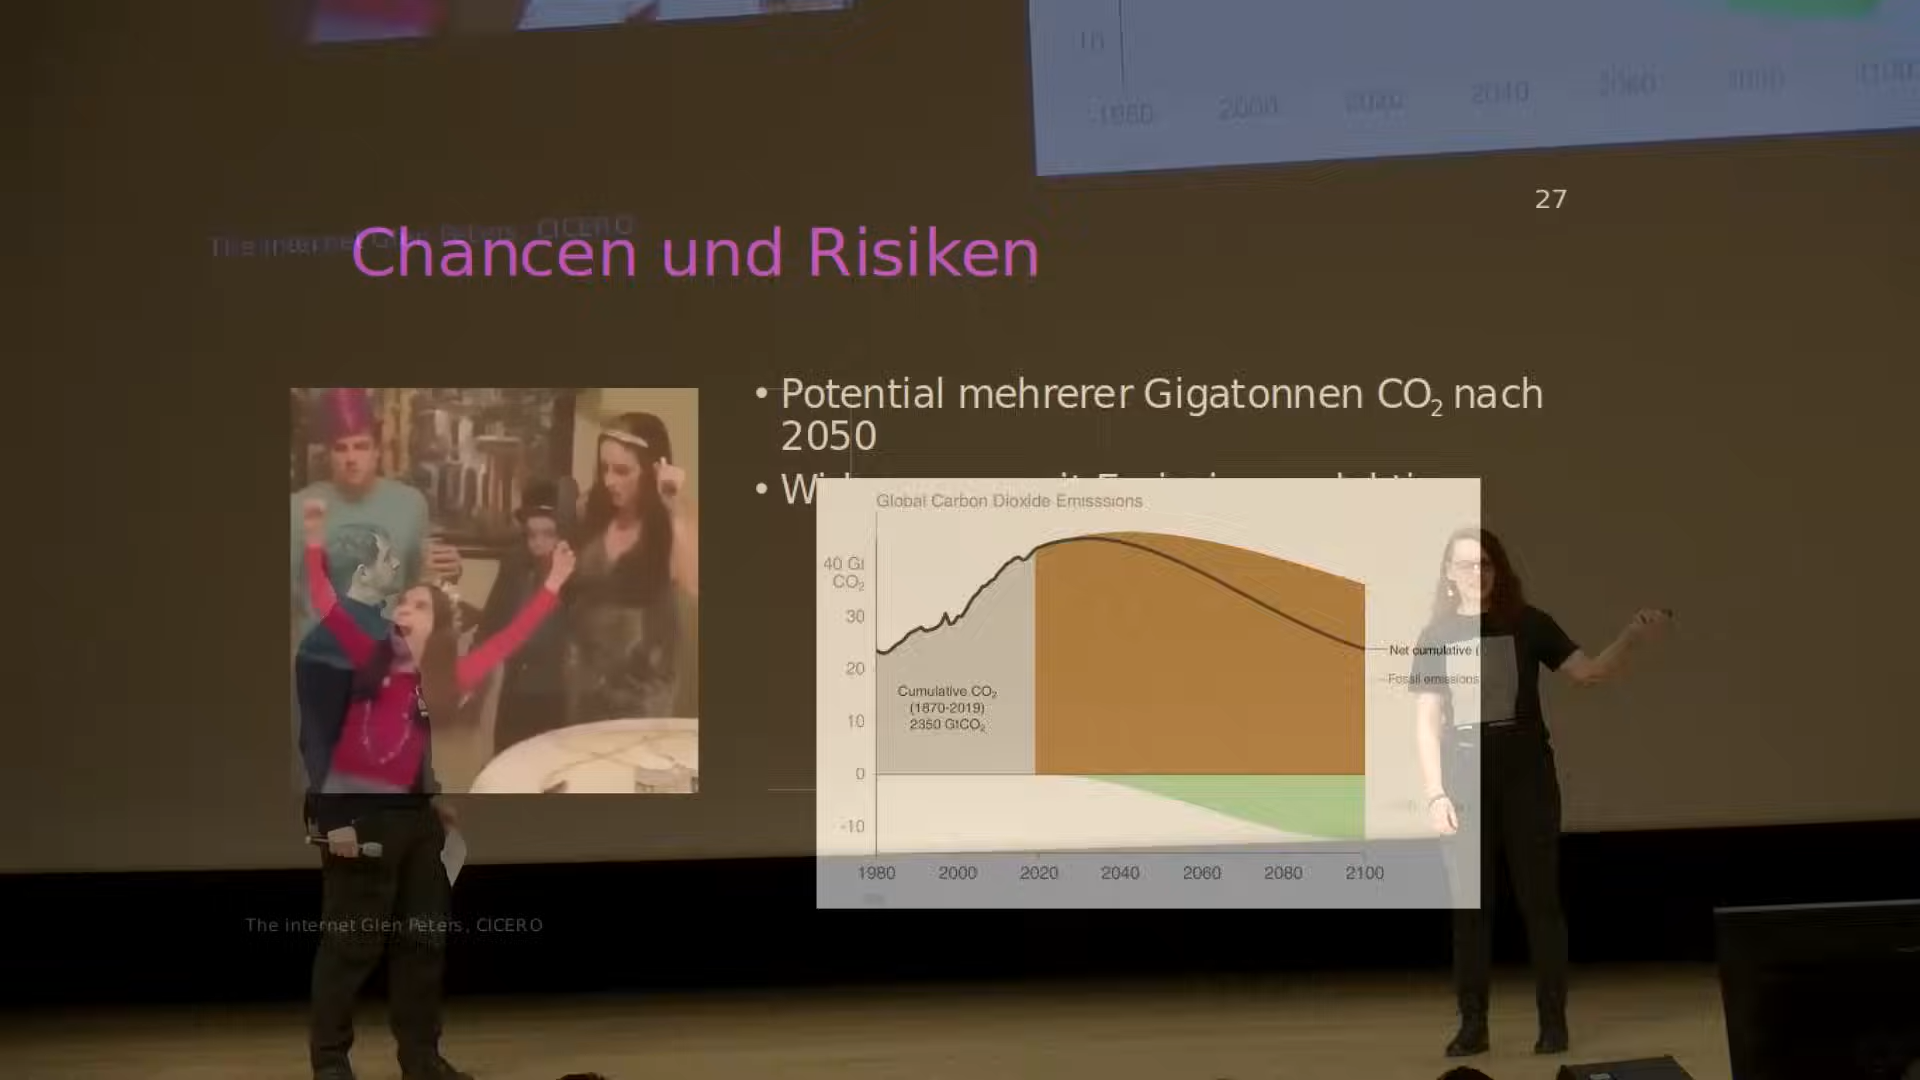 27
Chancen und Risiken
• Potential mehrerer Gigatonnen CO₂ nach
2050
Global Carbon Dioxide Emisssions
40 Gt
CO₂
30
20
10
0
-10
Cumulative CO₂
(1870-2019)
2350 GtCO₂
Net cumulative (
Fossil emissions
1980 2000 2020 2040 2060 2080 2100
The internet Glen Peters, CICERO